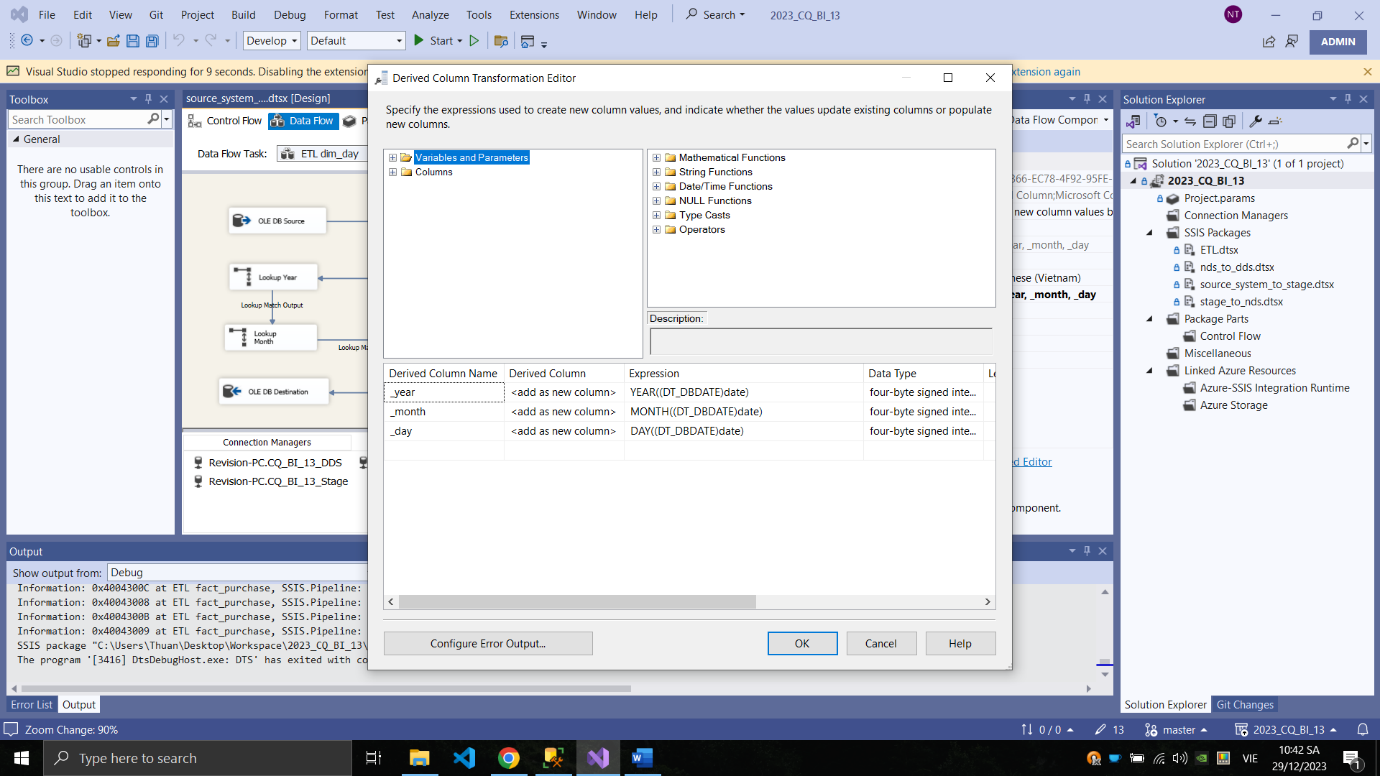 File Edit View Git Project Build Debug Format Test Analyze Tools Extensions Window Help Search 2023_CQ_BI_13 NT
Develop Default Start ADMIN
Visual Studio stopped responding for 9 seconds. Disabling the extension
xtension again
Toolbox
Search Toolbox
General
There are no usable controls in
this group. Drag an item onto
this text to add it to the
toolbox.
source_system_....dtsx [Design]
Control Flow Data Flow P
Data Flow Task: ETL dim_day
OLE DB Source
Lookup Year
Lookup Match Output
Lookup
Month
Lookup Ma
OLE DB Destination
Connection Managers
Revision-PC.CQ_BI_13_DDS
Revision-PC.CQ_BI_13_Stage
Derived Column Transformation Editor
Specify the expressions used to create new column values, and indicate whether the values update existing columns or populate
new columns.
Variables and Parameters
Columns
Mathematical Functions
String Functions
Date/Time Functions
NULL Functions
Type Casts
Operators
Description:
Derived Column Name Derived Column Expression Data Type Le
_year <add as new column> YEAR((DT_DBDATE)date) four-byte signed inte...
_month <add as new column> MONTH((DT_DBDATE)date) four-byte signed inte...
_day <add as new column> DAY((DT_DBDATE)date) four-byte signed inte...
Configure Error Output... OK Cancel Help
Data Flow Compor
866-EC78-4F92-95FE-
l Column;Microsoft Co
new column values b
ar, _month, _day
nese (Vietnam)
ear, _month, _day
ed Editor
omponent.
Solution Explorer
Search Solution Explorer (Ctrl+;)
Solution '2023_CQ_BI_13' (1 of 1 project)
2023_CQ_BI_13
Project.params
Connection Managers
SSIS Packages
ETL.dtsx
nds_to_dds.dtsx
source_system_to_stage.dtsx
stage_to_nds.dtsx
Package Parts
Control Flow
Miscellaneous
Linked Azure Resources
Azure-SSIS Integration Runtime
Azure Storage
Solution Explorer Git Changes
Output
Show output from: Debug
Information: 0x4004300C at ETL fact_purchase, SSIS.Pipeline:
Information: 0x40043008 at ETL fact_purchase, SSIS.Pipeline:
Information: 0x4004300B at ETL fact_purchase, SSIS.Pipeline:
Information: 0x40043009 at ETL fact_purchase, SSIS.Pipeline:
SSIS package "C:\Users\Thuan\Desktop\Workspace\2023_CQ_BI_13\
The program '[3416] DtsDebugHost.exe: DTS' has exited with co
Error List Output
Zoom Change: 90% 0 / 0 13 master 2023_CQ_BI_13
Type here to search VIE 10:42 SA
29/12/2023 1